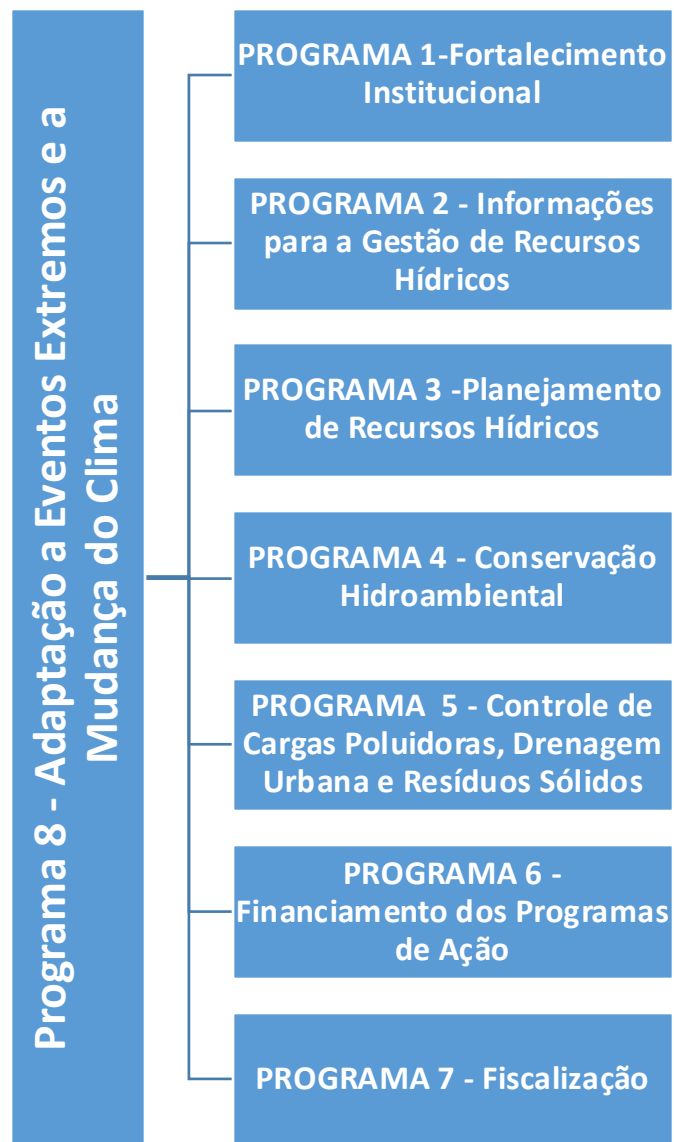 Programa 8 - Adaptação a Eventos Extremos e a
Mudança do Clima
PROGRAMA 1-Fortalecimento
Institucional
PROGRAMA 2 - Informações
para a Gestão de Recursos
Hídricos
PROGRAMA 3 -Planejamento
de Recursos Hídricos
PROGRAMA 4 - Conservação
Hidroambiental
PROGRAMA  5 - Controle de
Cargas Poluidoras, Drenagem
Urbana e Resíduos Sólidos
PROGRAMA 6 -
Financiamento dos Programas
de Ação
PROGRAMA 7 - Fiscalização